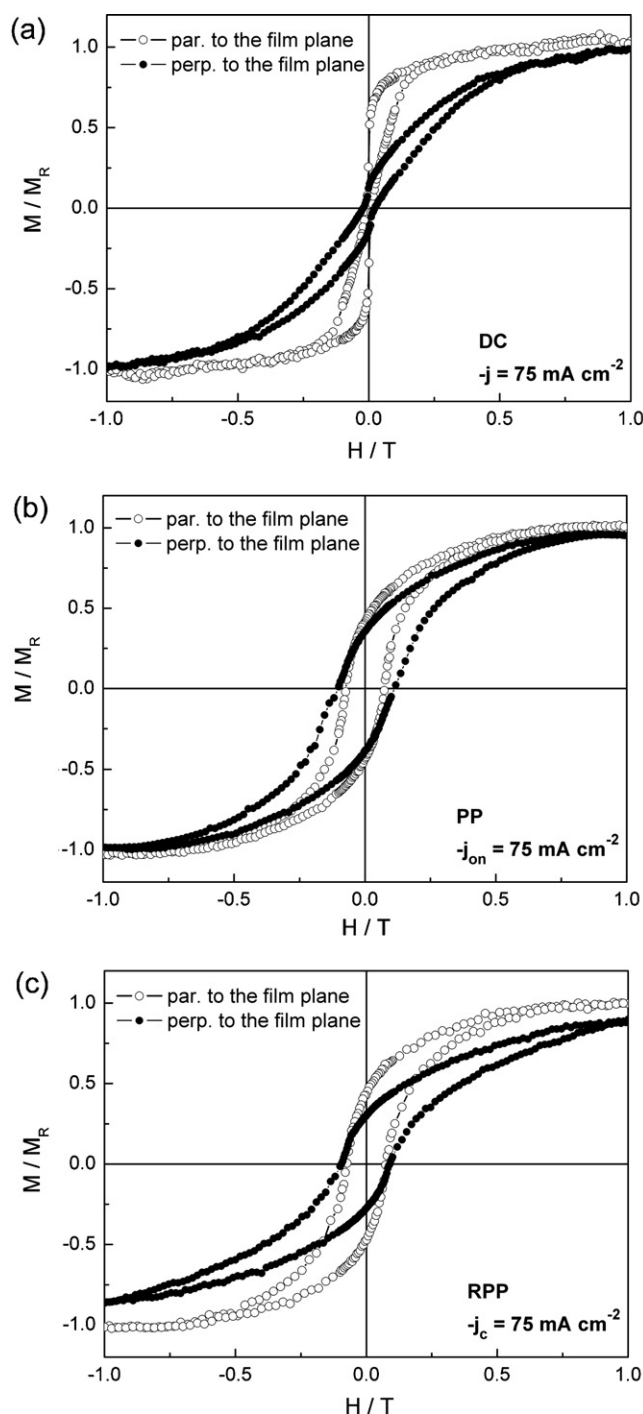 (a)
1.0
par. to the film plane
perp. to the film plane
0.5
M / M_R
0.0
-0.5
-1.0
DC
-j = 75 mA cm⁻²
-1.0 -0.5 0.0 0.5 1.0
H / T
(b)
1.0
par. to the film plane
perp. to the film plane
0.5
M / M_R
0.0
-0.5
-1.0
PP
-j_on = 75 mA cm⁻²
-1.0 -0.5 0.0 0.5 1.0
H / T
(c)
1.0
par. to the film plane
perp. to the film plane
0.5
M / M_R
0.0
-0.5
-1.0
RPP
-j_c = 75 mA cm⁻²
-1.0 -0.5 0.0 0.5 1.0
H / T